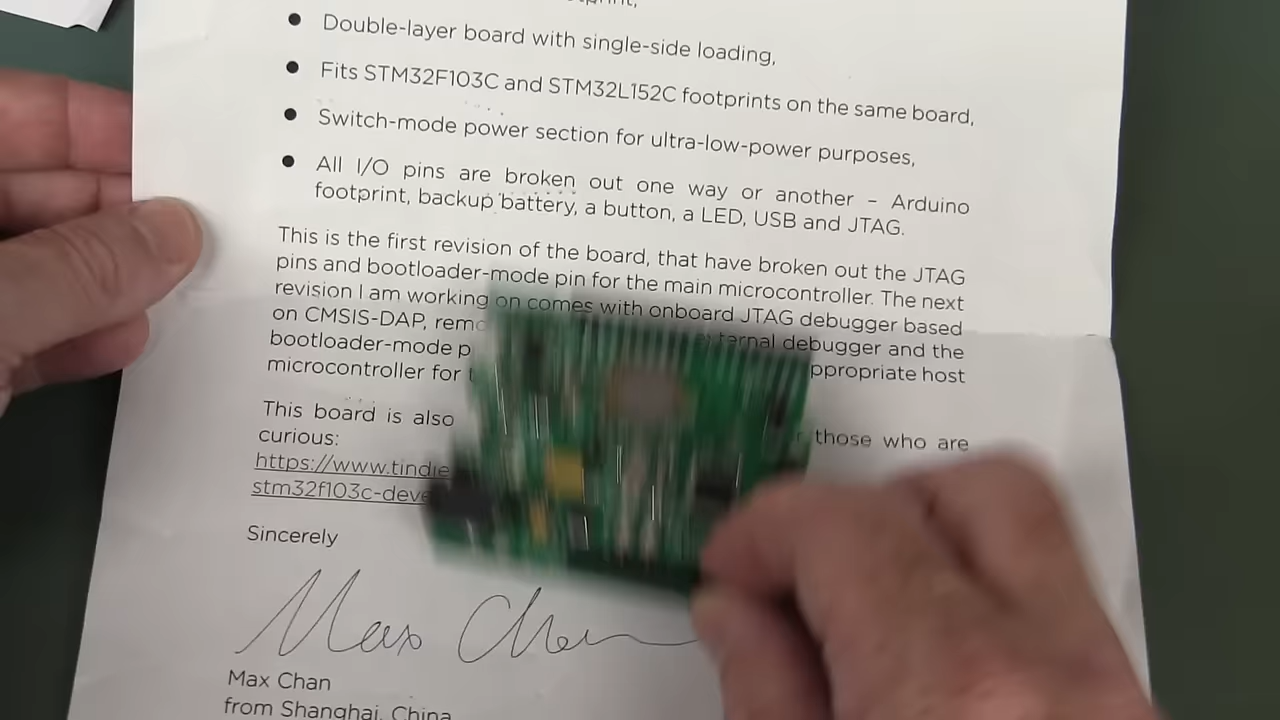 Double-layer board with single-side loading,
Fits STM32F103C and STM32L152C footprints on the same board,
Switch-mode power section for ultra-low-power purposes,
All I/O pins are broken out one way or another – Arduino
footprint, backup battery, a button, a LED, USB and JTAG.
This is the first revision of the board, that have broken out the JTAG
pins and bootloader-mode pin for the main microcontroller. The next
revision I am working on comes with onboard JTAG debugger based
on CMSIS-DAP, debugger and the
bootloader-mode host
microcontroller for
This board is also those who are
curious:
https://www.tindie
stm32f103c-deve
Sincerely
Max Chan
Max Chan
from Shanghai, China